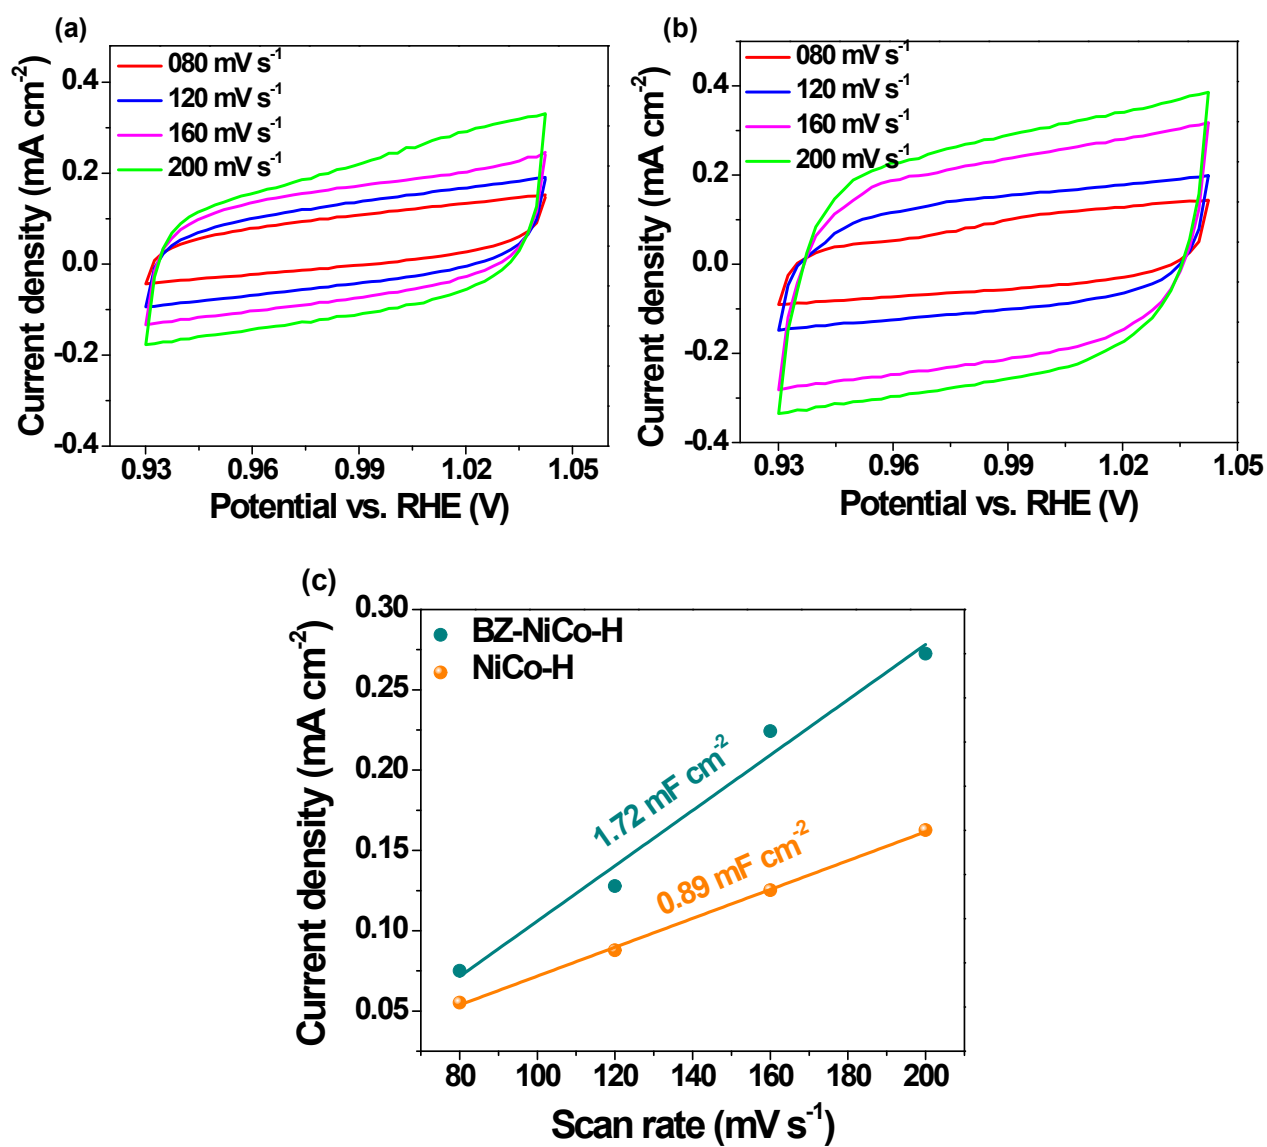 (a)
080 mV s⁻¹
120 mV s⁻¹
160 mV s⁻¹
200 mV s⁻¹
0.4
0.2
0.0
-0.2
-0.4
Current density (mA cm⁻²)
0.93 0.96 0.99 1.02 1.05
Potential vs. RHE (V)
(b)
080 mV s⁻¹
120 mV s⁻¹
160 mV s⁻¹
200 mV s⁻¹
0.4
0.2
0.0
-0.2
-0.4
Current density (mA cm⁻²)
0.93 0.96 0.99 1.02 1.05
Potential vs. RHE (V)
(c)
BZ-NiCo-H
NiCo-H
1.72 mF cm⁻²
0.89 mF cm⁻²
0.30
0.25
0.20
0.15
0.10
0.05
Current density (mA cm⁻²)
80 100 120 140 160 180 200
Scan rate (mV s⁻¹)